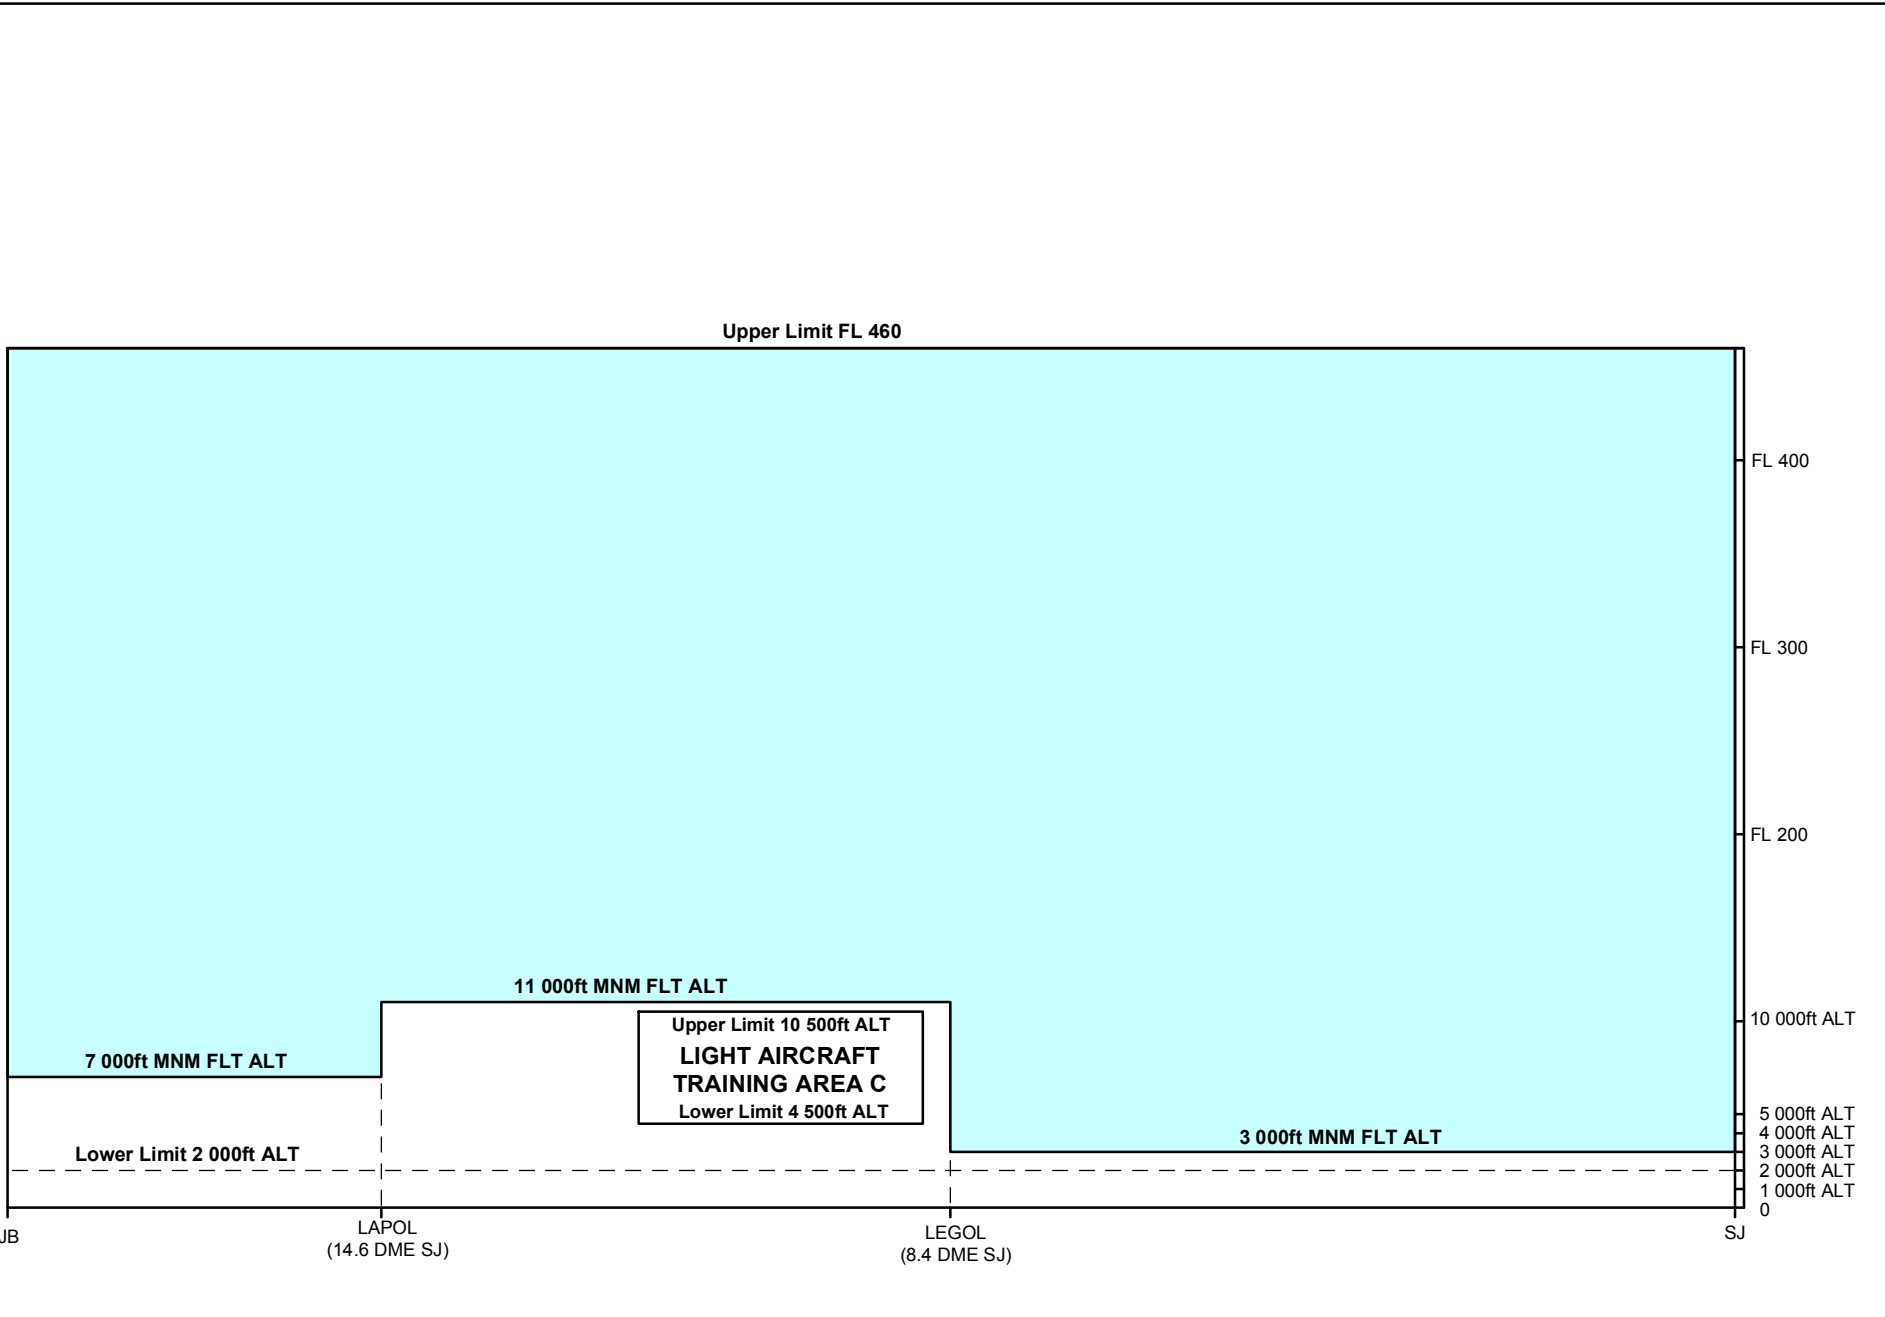 Upper Limit FL 460
FL 400
FL 300
FL 200
11 000ft MNM FLT ALT
Upper Limit 10 500ft ALT
LIGHT AIRCRAFT
TRAINING AREA C
Lower Limit 4 500ft ALT
10 000ft ALT
7 000ft MNM FLT ALT
5 000ft ALT
4 000ft ALT
3 000ft MNM FLT ALT
3 000ft ALT
Lower Limit 2 000ft ALT
2 000ft ALT
1 000ft ALT
0
JB
LAPOL
(14.6 DME SJ)
LEGOL
(8.4 DME SJ)
SJ